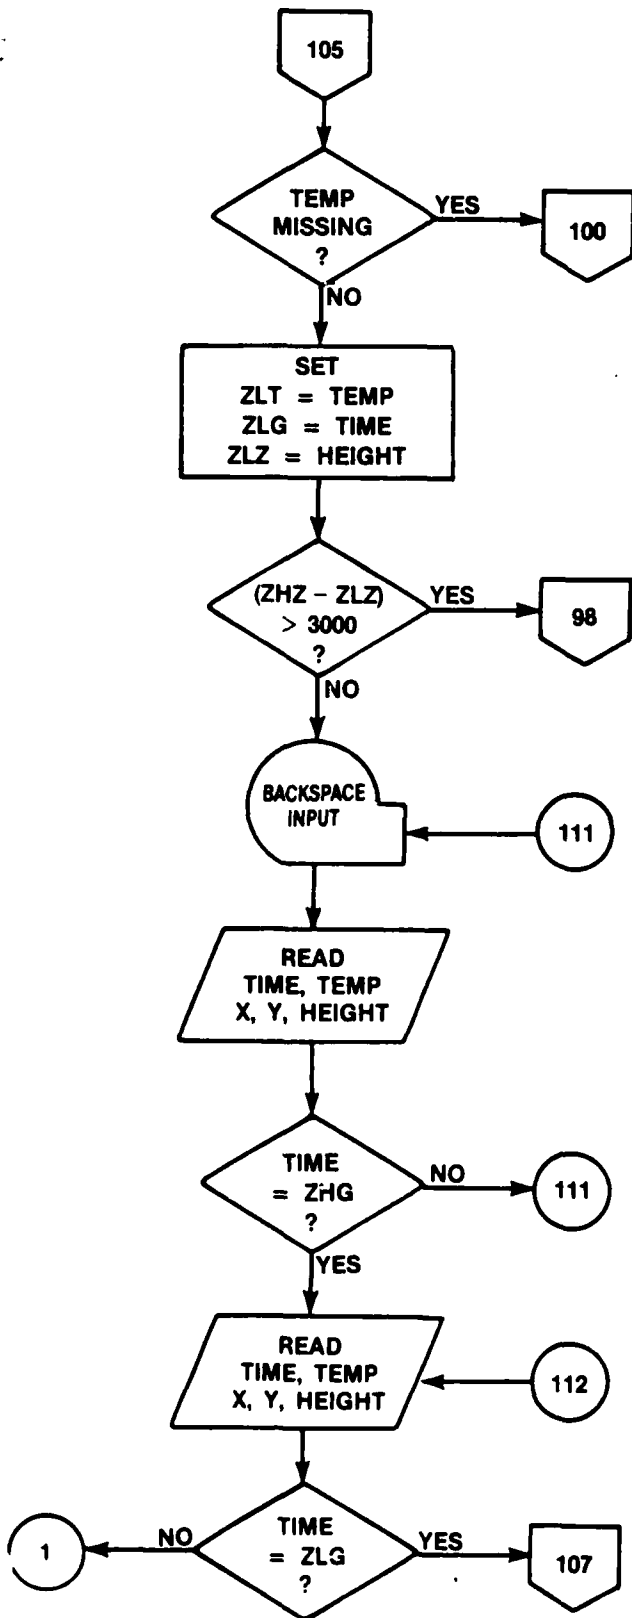 105
TEMP
MISSING
?
YES
100
NO
SET
ZLT = TEMP
ZLG = TIME
ZLZ = HEIGHT
(ZHZ – ZLZ)
> 3000
?
YES
98
NO
BACKSPACE
INPUT
111
READ
TIME, TEMP
X, Y, HEIGHT
TIME
= ZHG
?
NO
111
YES
READ
TIME, TEMP
X, Y, HEIGHT
112
TIME
= ZLG
?
NO
1
YES
107